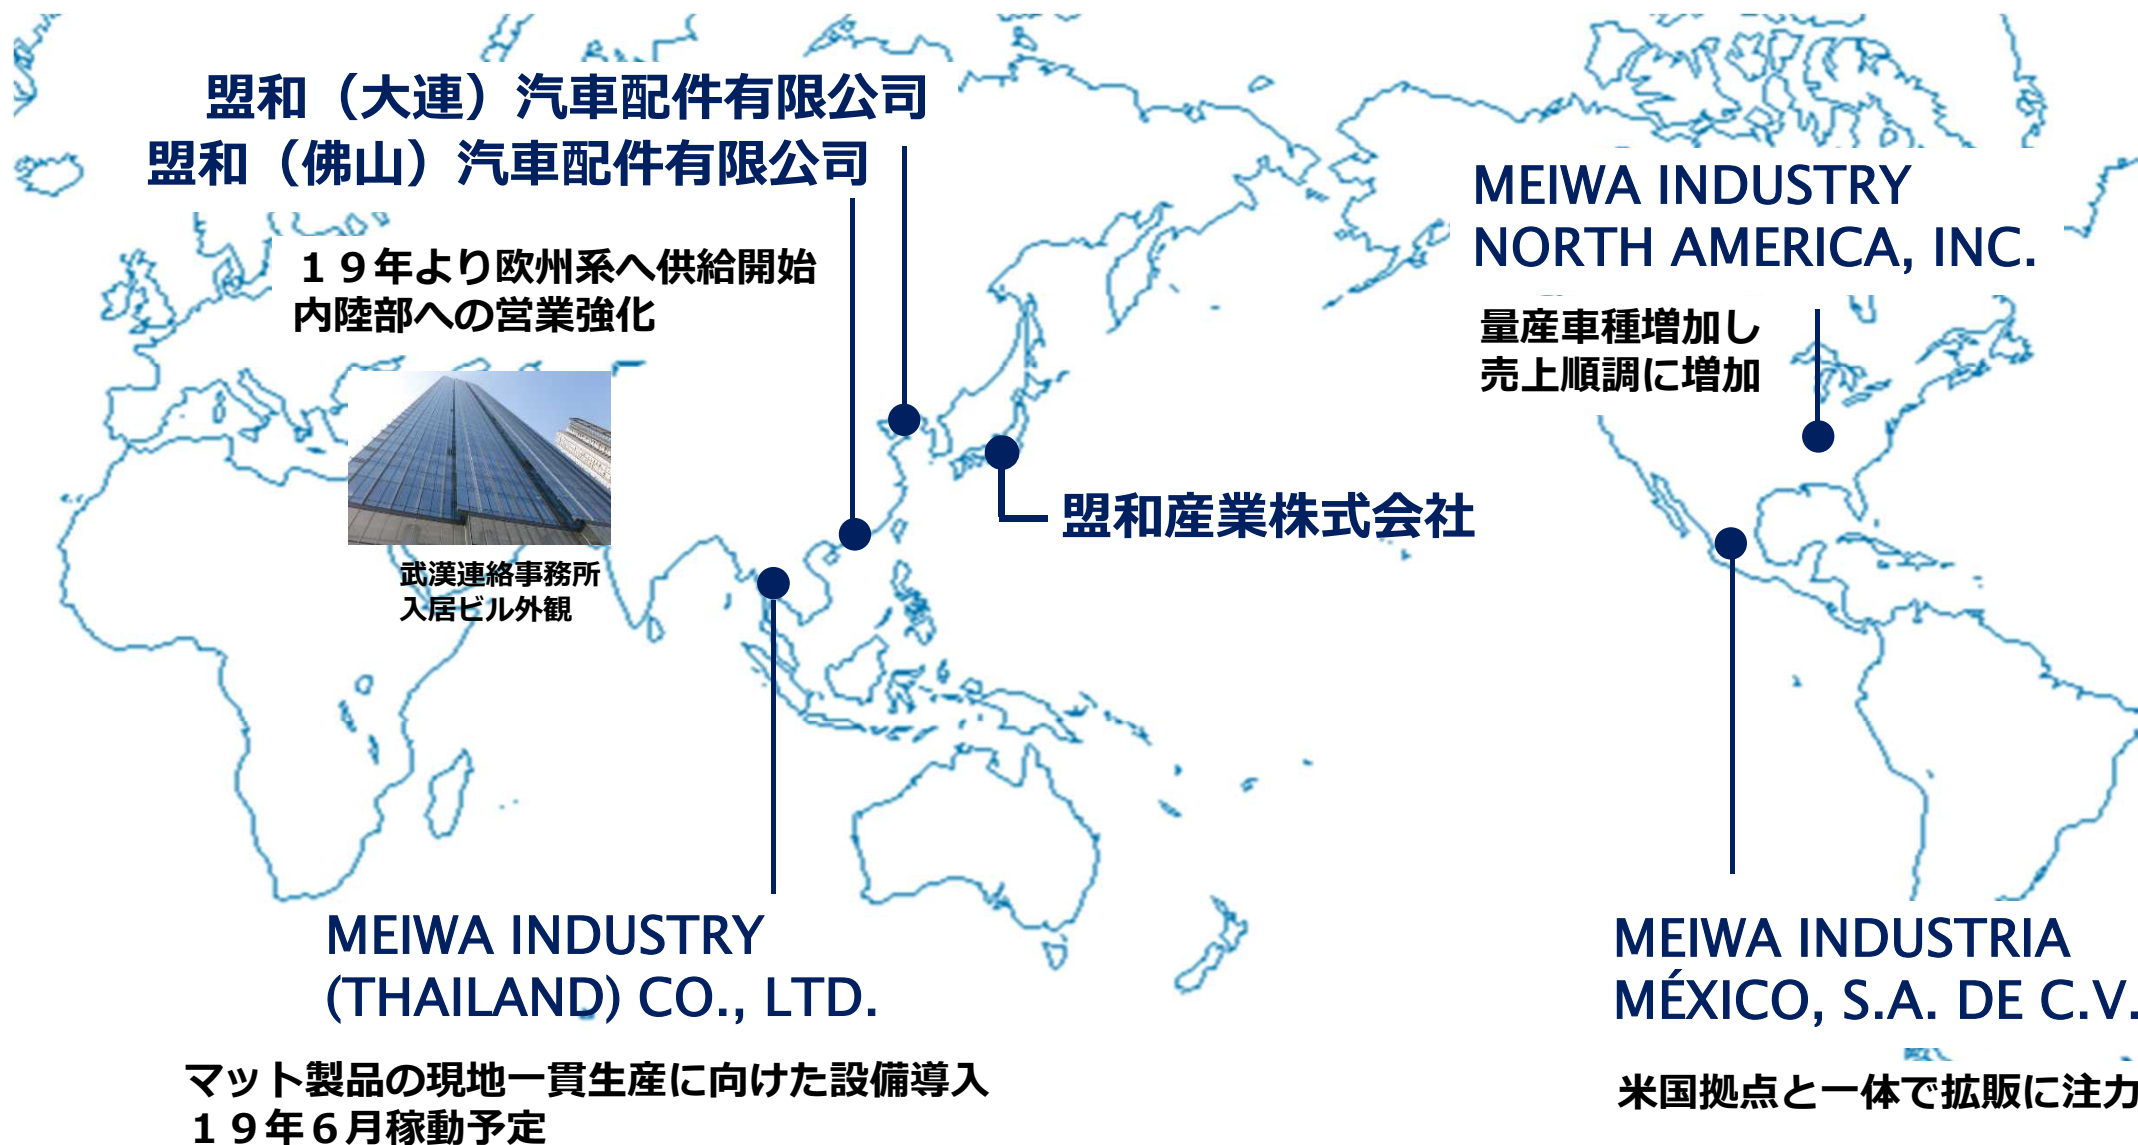 盟和（大連）汽車配件有限公司
盟和（佛山）汽車配件有限公司
１９年より欧州系へ供給開始
内陸部への営業強化
武漢連絡事務所
入居ビル外観
MEIWA INDUSTRY
NORTH AMERICA, INC.
量産車種増加し
売上順調に増加
盟和産業株式会社
MEIWA INDUSTRY
(THAILAND) CO., LTD.
マット製品の現地一貫生産に向けた設備導入
１９年６月稼動予定
MEIWA INDUSTRIA
MÉXICO, S.A. DE C.V.
米国拠点と一体で拡販に注力